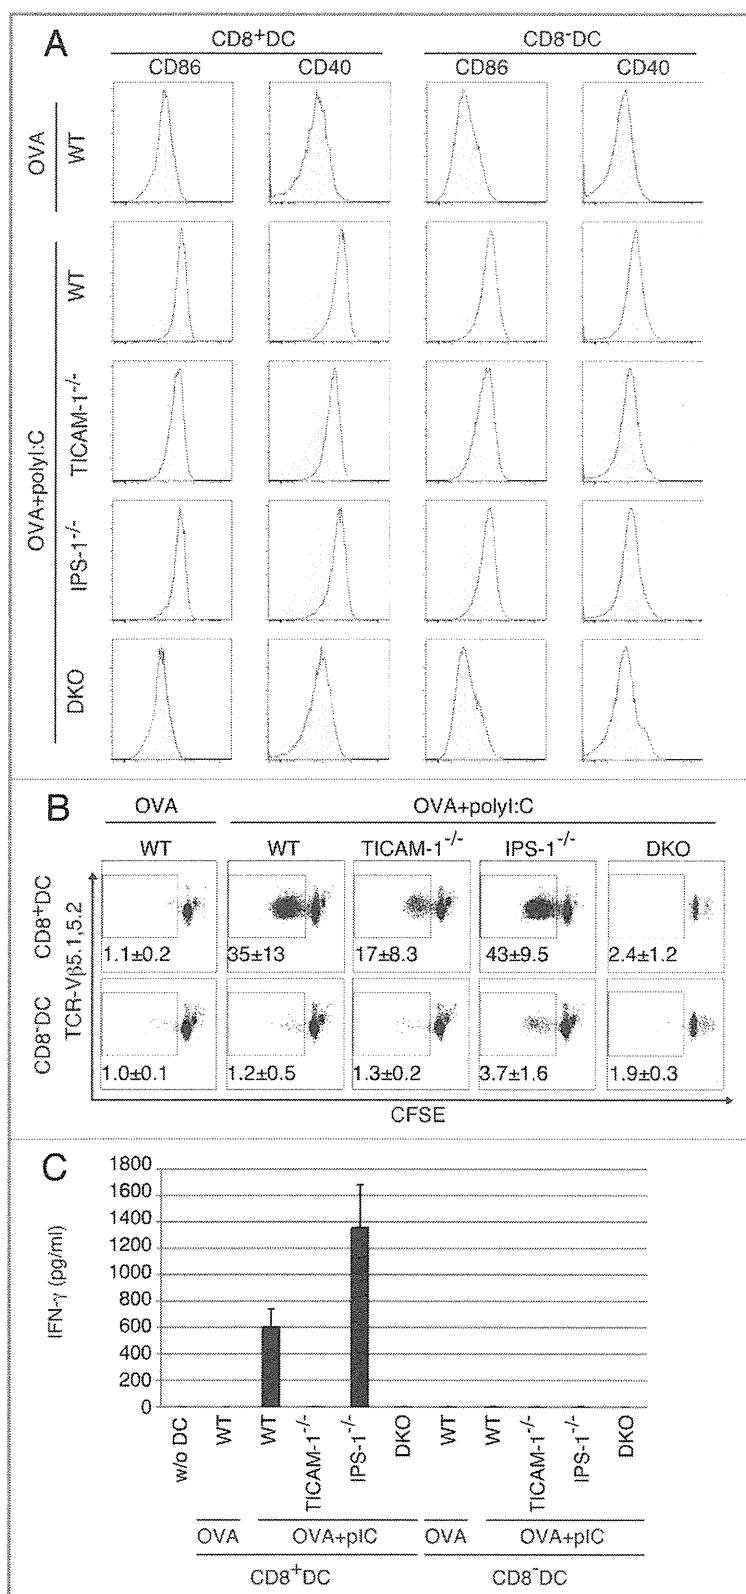 A
CD8+DC CD8-DC
CD86 CD40 CD86 CD40
OVA
WT
OVA+polyI:C
WT
TICAM-1-/-
IPS-1-/-
DKO
B
OVA OVA+polyI:C
WT WT TICAM-1-/- IPS-1-/- DKO
CD8+DC
1.1±0.2 35±13 17±8.3 43±9.5 2.4±1.2
CD8-DC
1.0±0.1 1.2±0.5 1.3±0.2 3.7±1.6 1.9±0.3
TCR-Vβ5.1,5.2
CFSE
C
IFN-γ (pg/ml)
1800
1600
1400
1200
1000
800
600
400
200
0
w/o DC WT WT TICAM-1-/- IPS-1-/- DKO WT WT TICAM-1-/- IPS-1-/- DKO
OVA OVA+pIC OVA OVA+pIC
CD8+DC CD8-DC